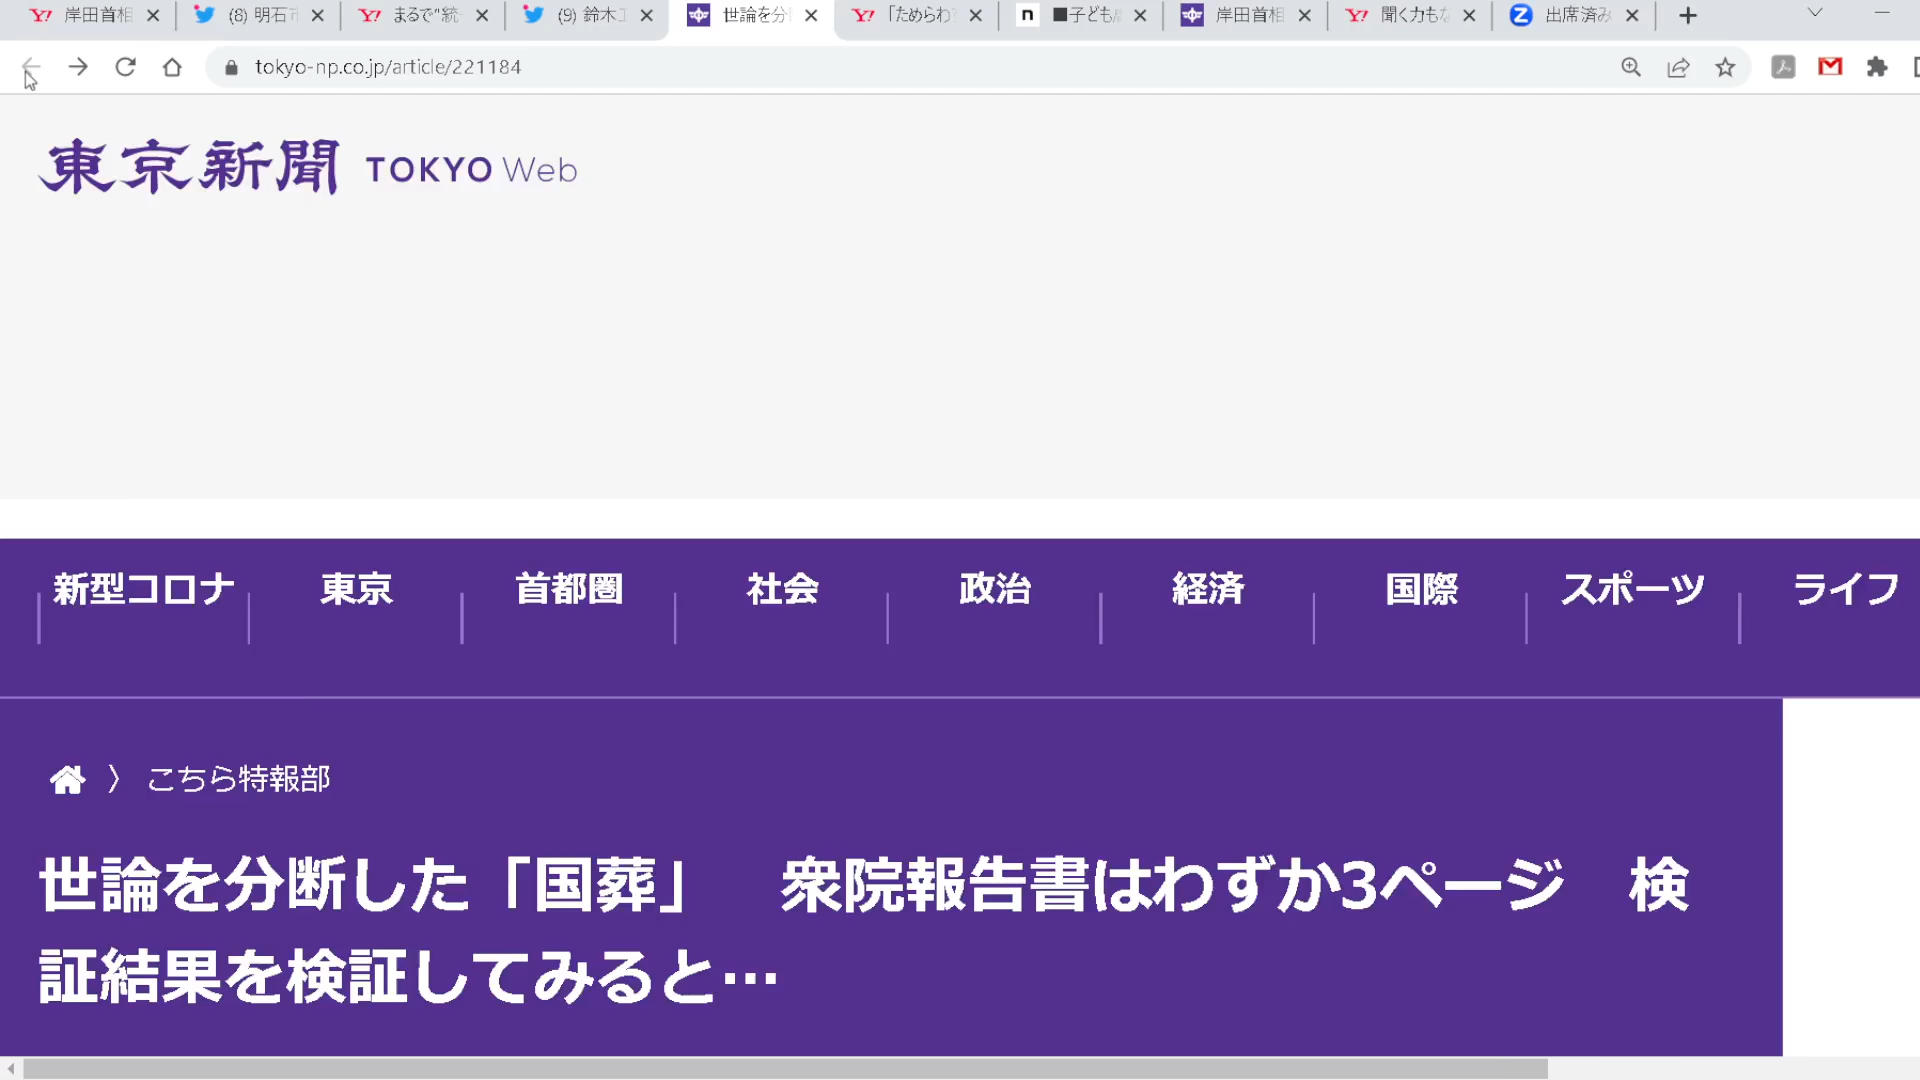 岸田首相
(8) 明石市
まるで"統一
(9) 鈴木エ
世論を分
「ためらわ
■子ども
岸田首相
聞く力もな
出席済み
tokyo-np.co.jp/article/221184
東京新聞 TOKYO Web
新型コロナ 東京 首都圏 社会 政治 経済 国際 スポーツ ライフ
〉 こちら特報部
世論を分断した「国葬」 衆院報告書はわずか3ページ 検
証結果を検証してみると…